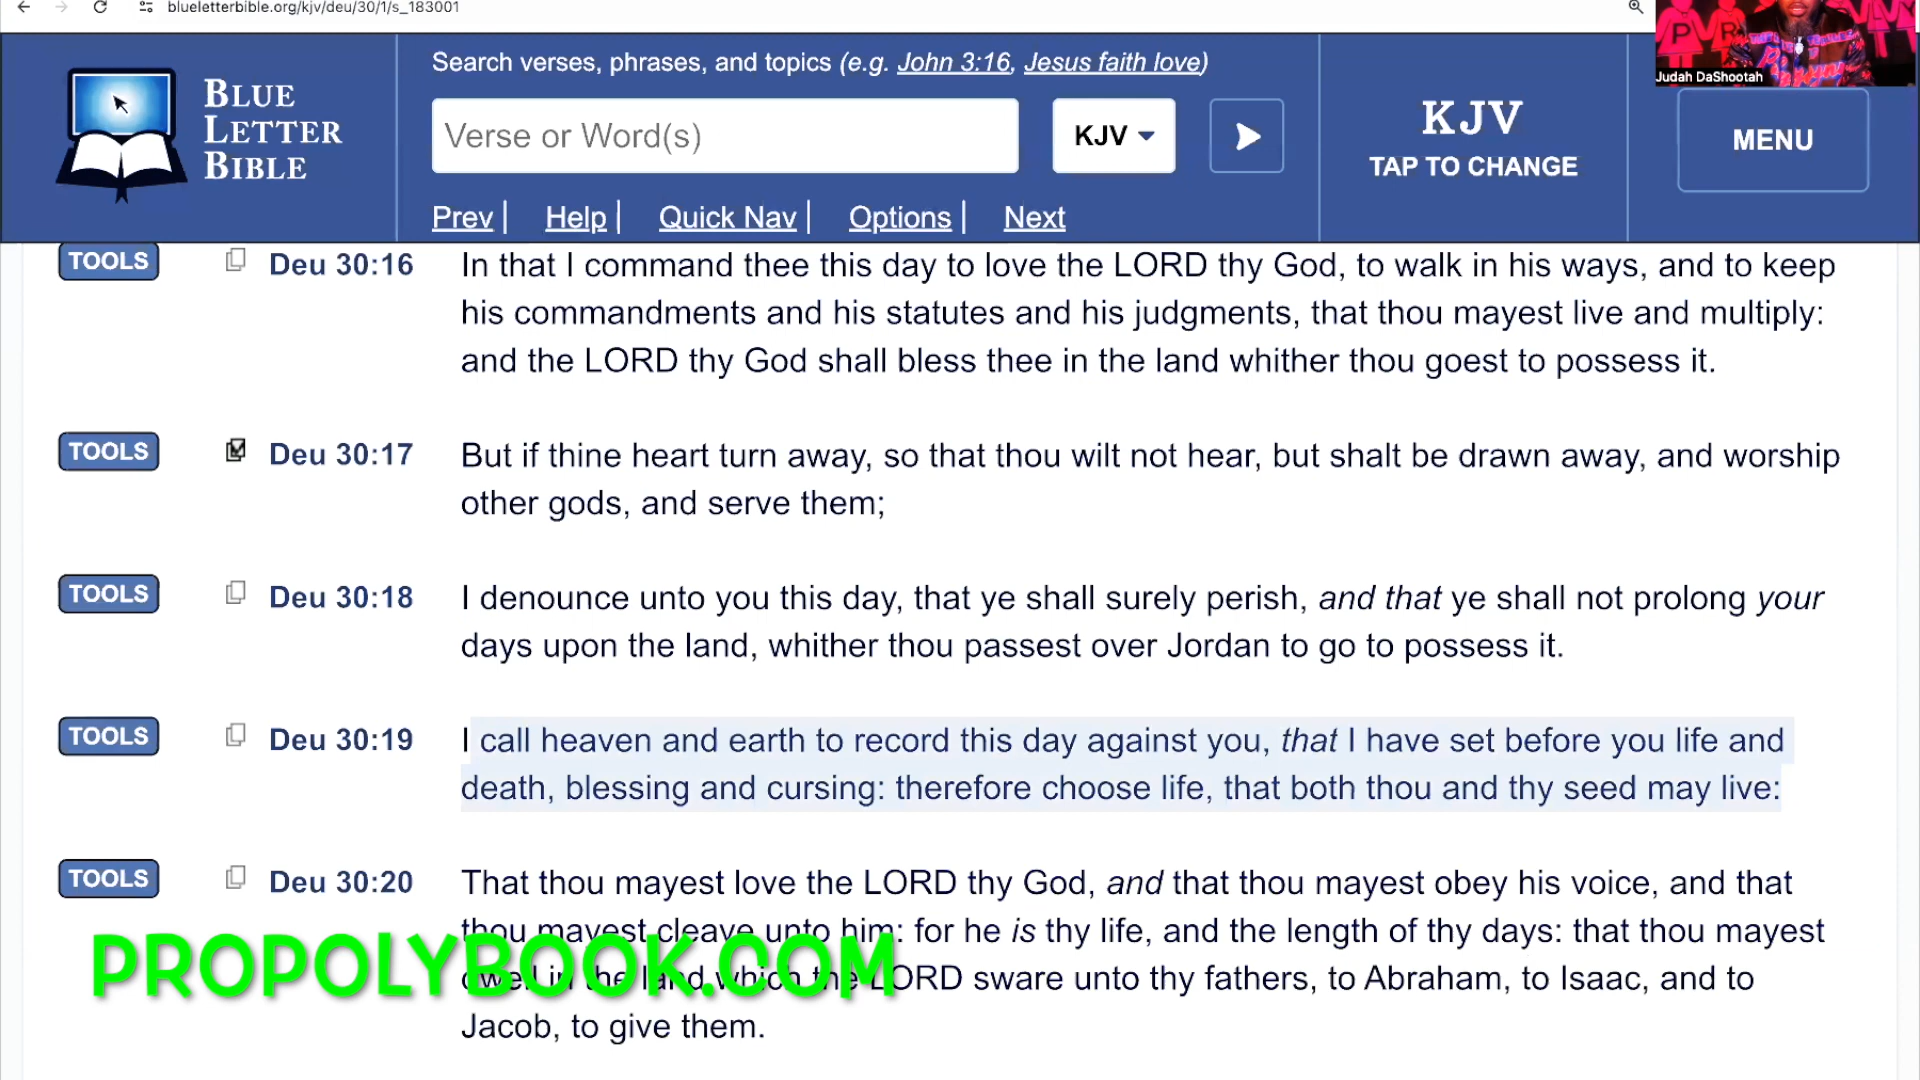 blueletterbible.org/kjv/deu/30/1/s_183001
Judah DaShootah
BLUE
LETTER
BIBLE
Search verses, phrases, and topics (e.g. John 3:16, Jesus faith love)
Verse or Word(s)
KJV
KJV
TAP TO CHANGE
MENU
Prev | Help | Quick Nav | Options | Next
TOOLS Deu 30:16 In that I command thee this day to love the LORD thy God, to walk in his ways, and to keep
his commandments and his statutes and his judgments, that thou mayest live and multiply:
and the LORD thy God shall bless thee in the land whither thou goest to possess it.
TOOLS Deu 30:17 But if thine heart turn away, so that thou wilt not hear, but shalt be drawn away, and worship
other gods, and serve them;
TOOLS Deu 30:18 I denounce unto you this day, that ye shall surely perish, and that ye shall not prolong your
days upon the land, whither thou passest over Jordan to go to possess it.
TOOLS Deu 30:19 I call heaven and earth to record this day against you, that I have set before you life and
death, blessing and cursing: therefore choose life, that both thou and thy seed may live:
TOOLS Deu 30:20 That thou mayest love the LORD thy God, and that thou mayest obey his voice, and that
thou mayest cleave unto him: for he is thy life, and the length of thy days: that thou mayest
dwell in the land which the LORD sware unto thy fathers, to Abraham, to Isaac, and to
Jacob, to give them.
PROPOLYBOOK.COM